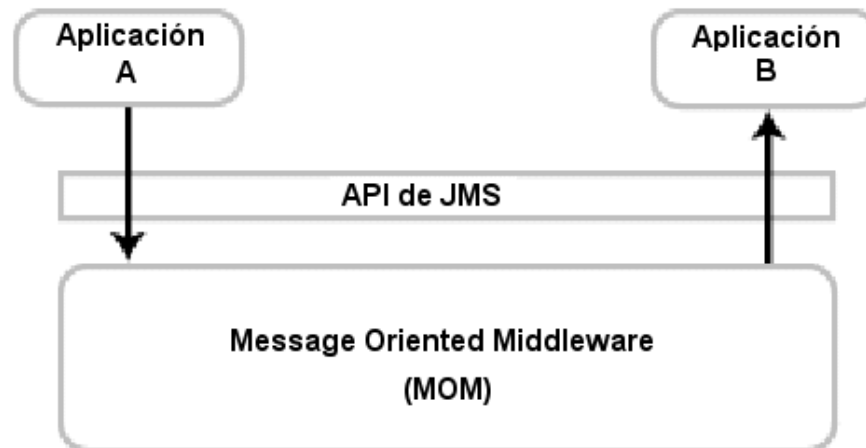 Aplicación
A
Aplicación
B
API de JMS
Message Oriented Middleware
(MOM)